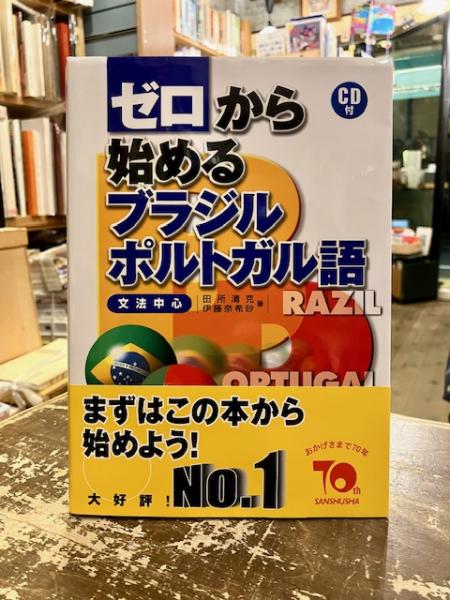 ゼロから
CD
付
始める
ブラジル
ポルトガル語
文法中心
田所清克
伊藤奈希砂
著
RAZIL
ORTUGAL
まずはこの本から
始めよう!
大好評!
No.1
おかげさまで70年
70th
SANSHUSHA